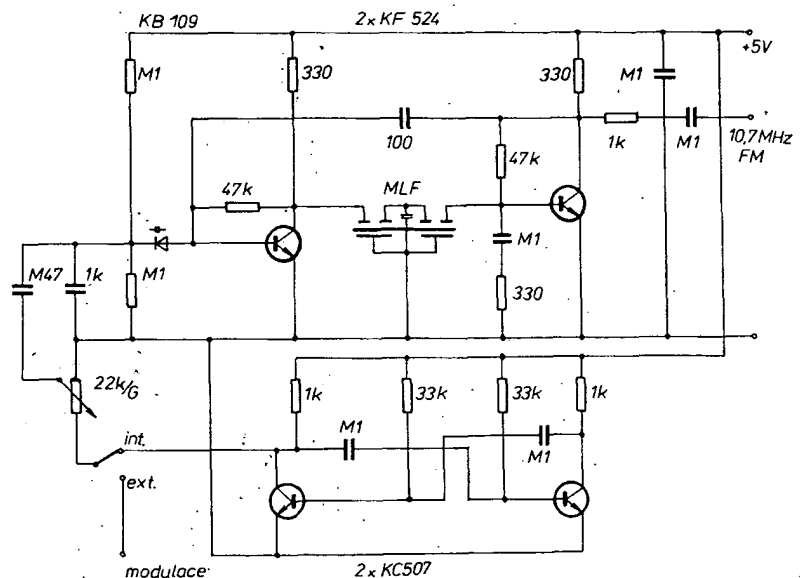 KB 109
2x KF 524
+5V
M1
330
330
M1
100
1k
M1
10,7MHz
FM
47k
47k
MLF
M47
1k
M1
M1
330
22k/G
1k
33k
33k
1k
int.
M1
M1
ext.
modulace
2x KC507